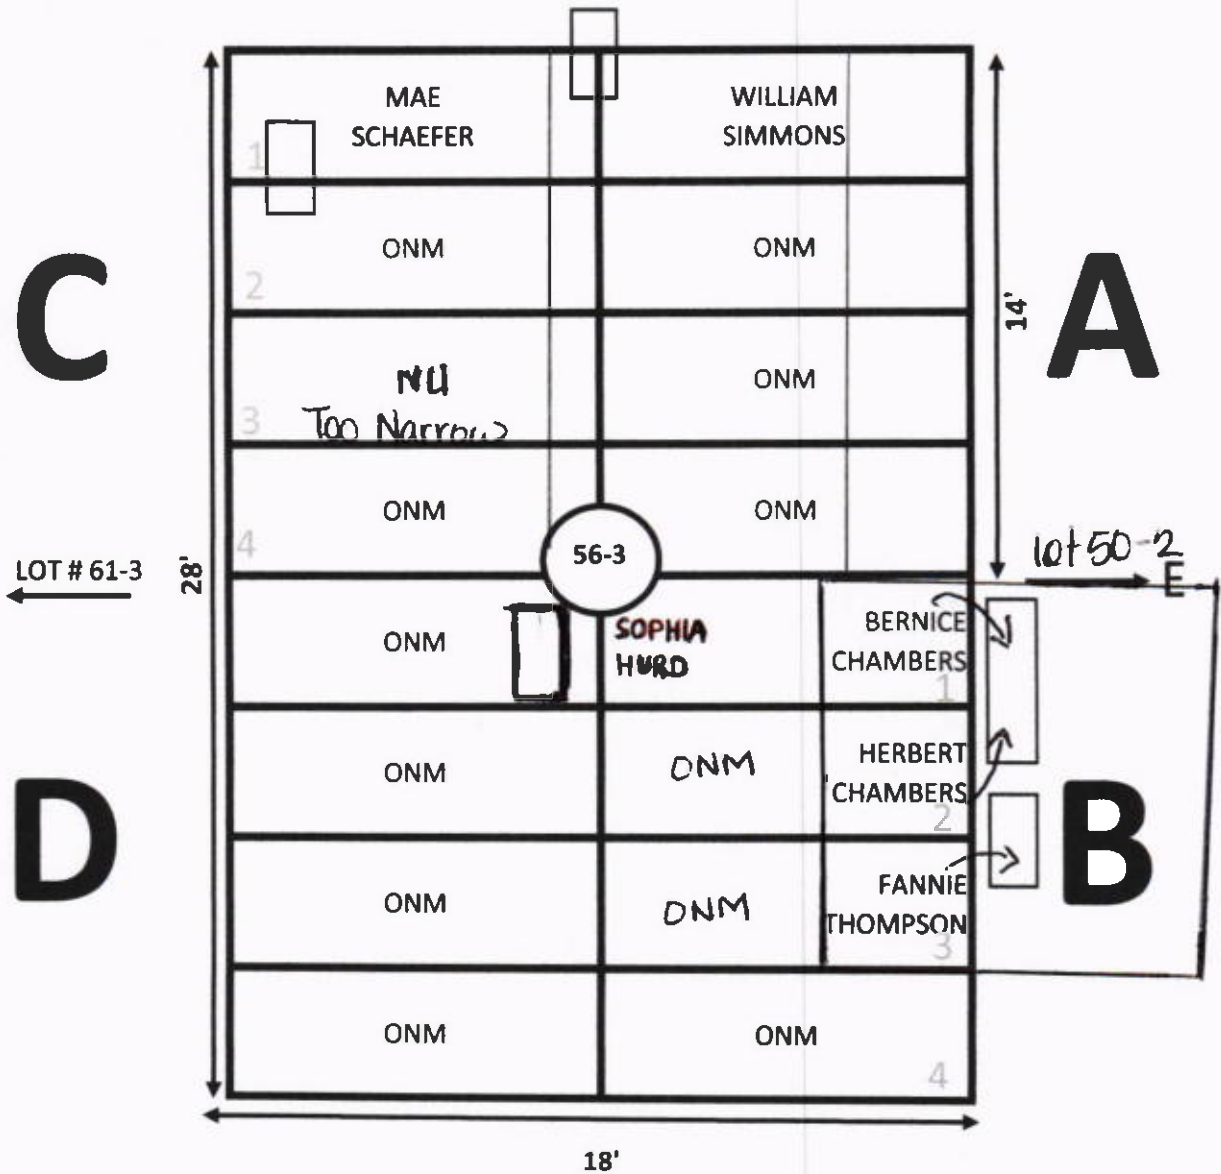 MAE
SCHAEFER
WILLIAM
SIMMONS
1
ONM
ONM
2
C
A
14'
NU
Too Narrow
3
ONM
ONM
ONM
4
56-3
lot 50-2
E
LOT # 61-3
28'
ONM
SOPHIA
HURD
BERNICE
CHAMBERS
1
ONM
ONM
HERBERT
CHAMBERS
2
D
B
ONM
ONM
FANNIE
THOMPSON
3
ONM
ONM
4
18'